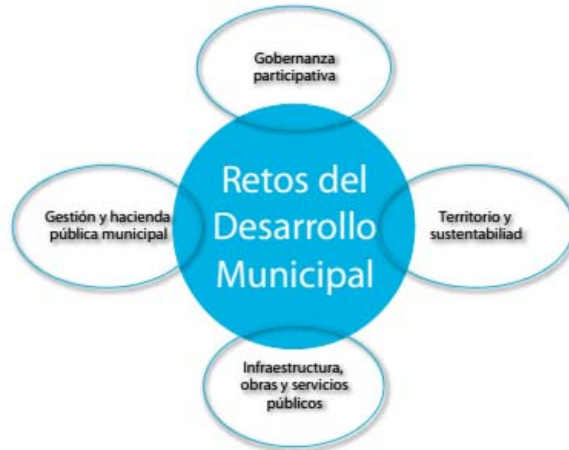 Gobernanza
participativa
Retos del
Desarrollo
Municipal
Gestión y hacienda
pública municipal
Territorio y
sustentabiliad
Infraestructura,
obras y servicios
públicos